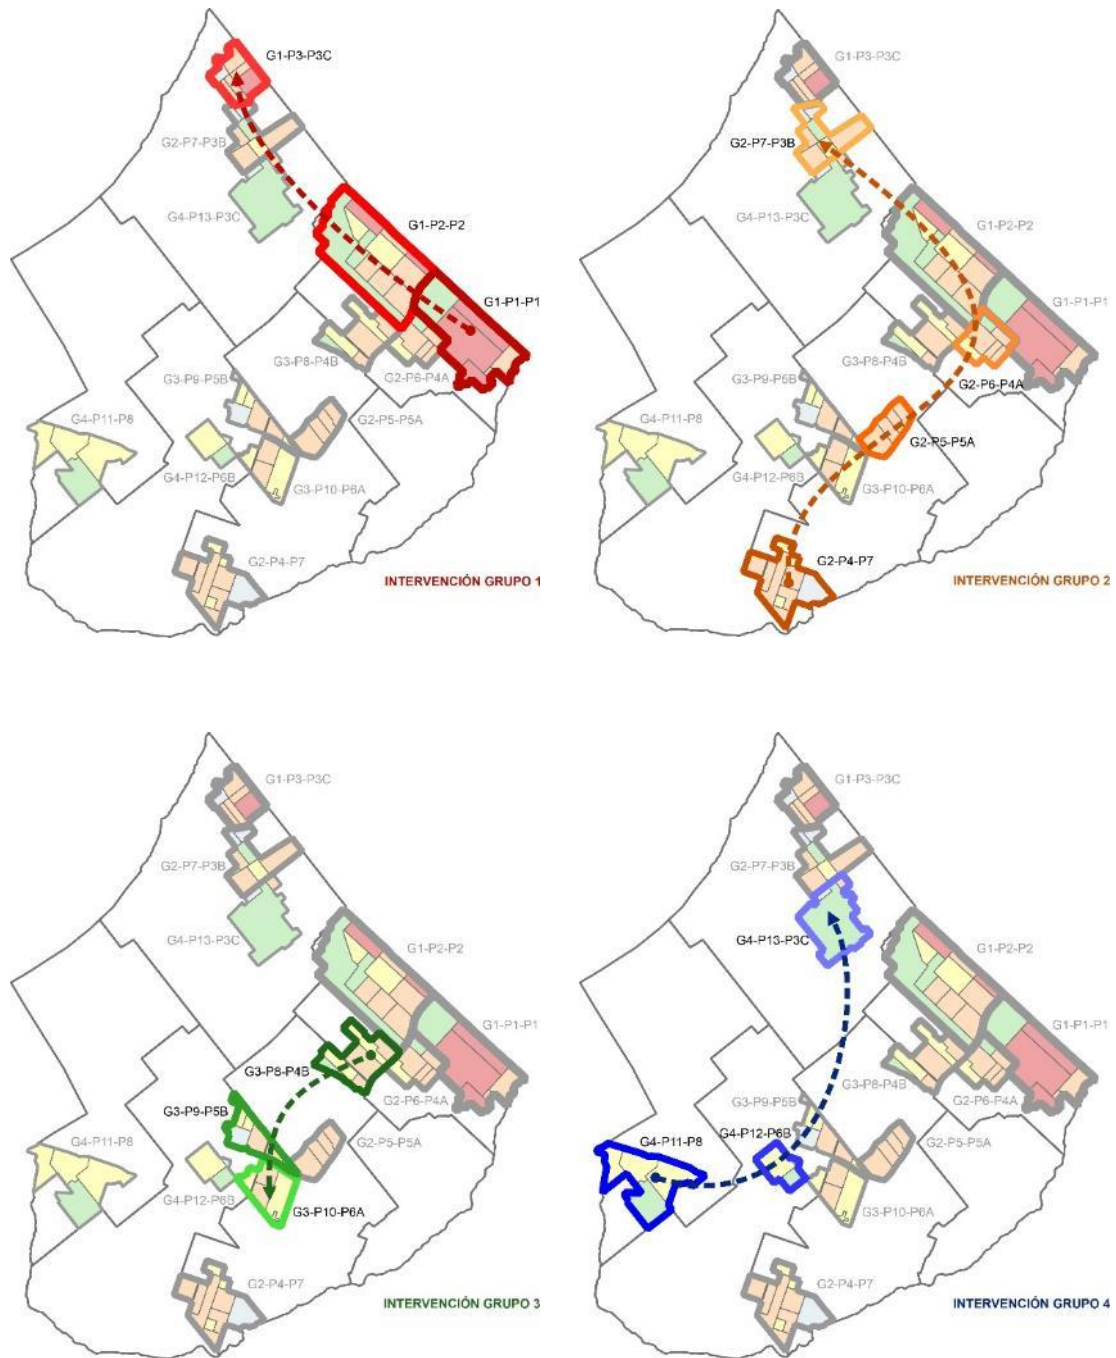 G1-P3-P3C
G2-P7-P3B
G4-P13-P3C
G1-P2-P2
G1-P1-P1
G3-P8-P4B
G2-P6-P4A
G3-P9-P5B
G4-P11-P8
G2-P5-P5A
G4-P12-P6B
G3-P10-P6A
G2-P4-P7
INTERVENCIÓN GRUPO 1
G1-P3-P3C
G2-P7-P3B
G4-P13-P3C
G1-P2-P2
G1-P1-P1
G3-P8-P4B
G2-P6-P4A
G3-P9-P5B
G4-P11-P8
G2-P5-P5A
G4-P12-P6B
G3-P10-P6A
G2-P4-P7
INTERVENCIÓN GRUPO 2
G1-P3-P3C
G2-P7-P3B
G4-P13-P3C
G1-P2-P2
G1-P1-P1
G3-P8-P4B
G2-P6-P4A
G3-P9-P5B
G4-P11-P8
G2-P5-P5A
G4-P12-P6B
G3-P10-P6A
G2-P4-P7
INTERVENCIÓN GRUPO 3
G1-P3-P3C
G2-P7-P3B
G4-P13-P3C
G1-P2-P2
G1-P1-P1
G3-P8-P4B
G2-P6-P4A
G3-P9-P5B
G4-P11-P8
G4-P12-P6B
G2-P5-P5A
G3-P10-P6A
G2-P4-P7
INTERVENCIÓN GRUPO 4